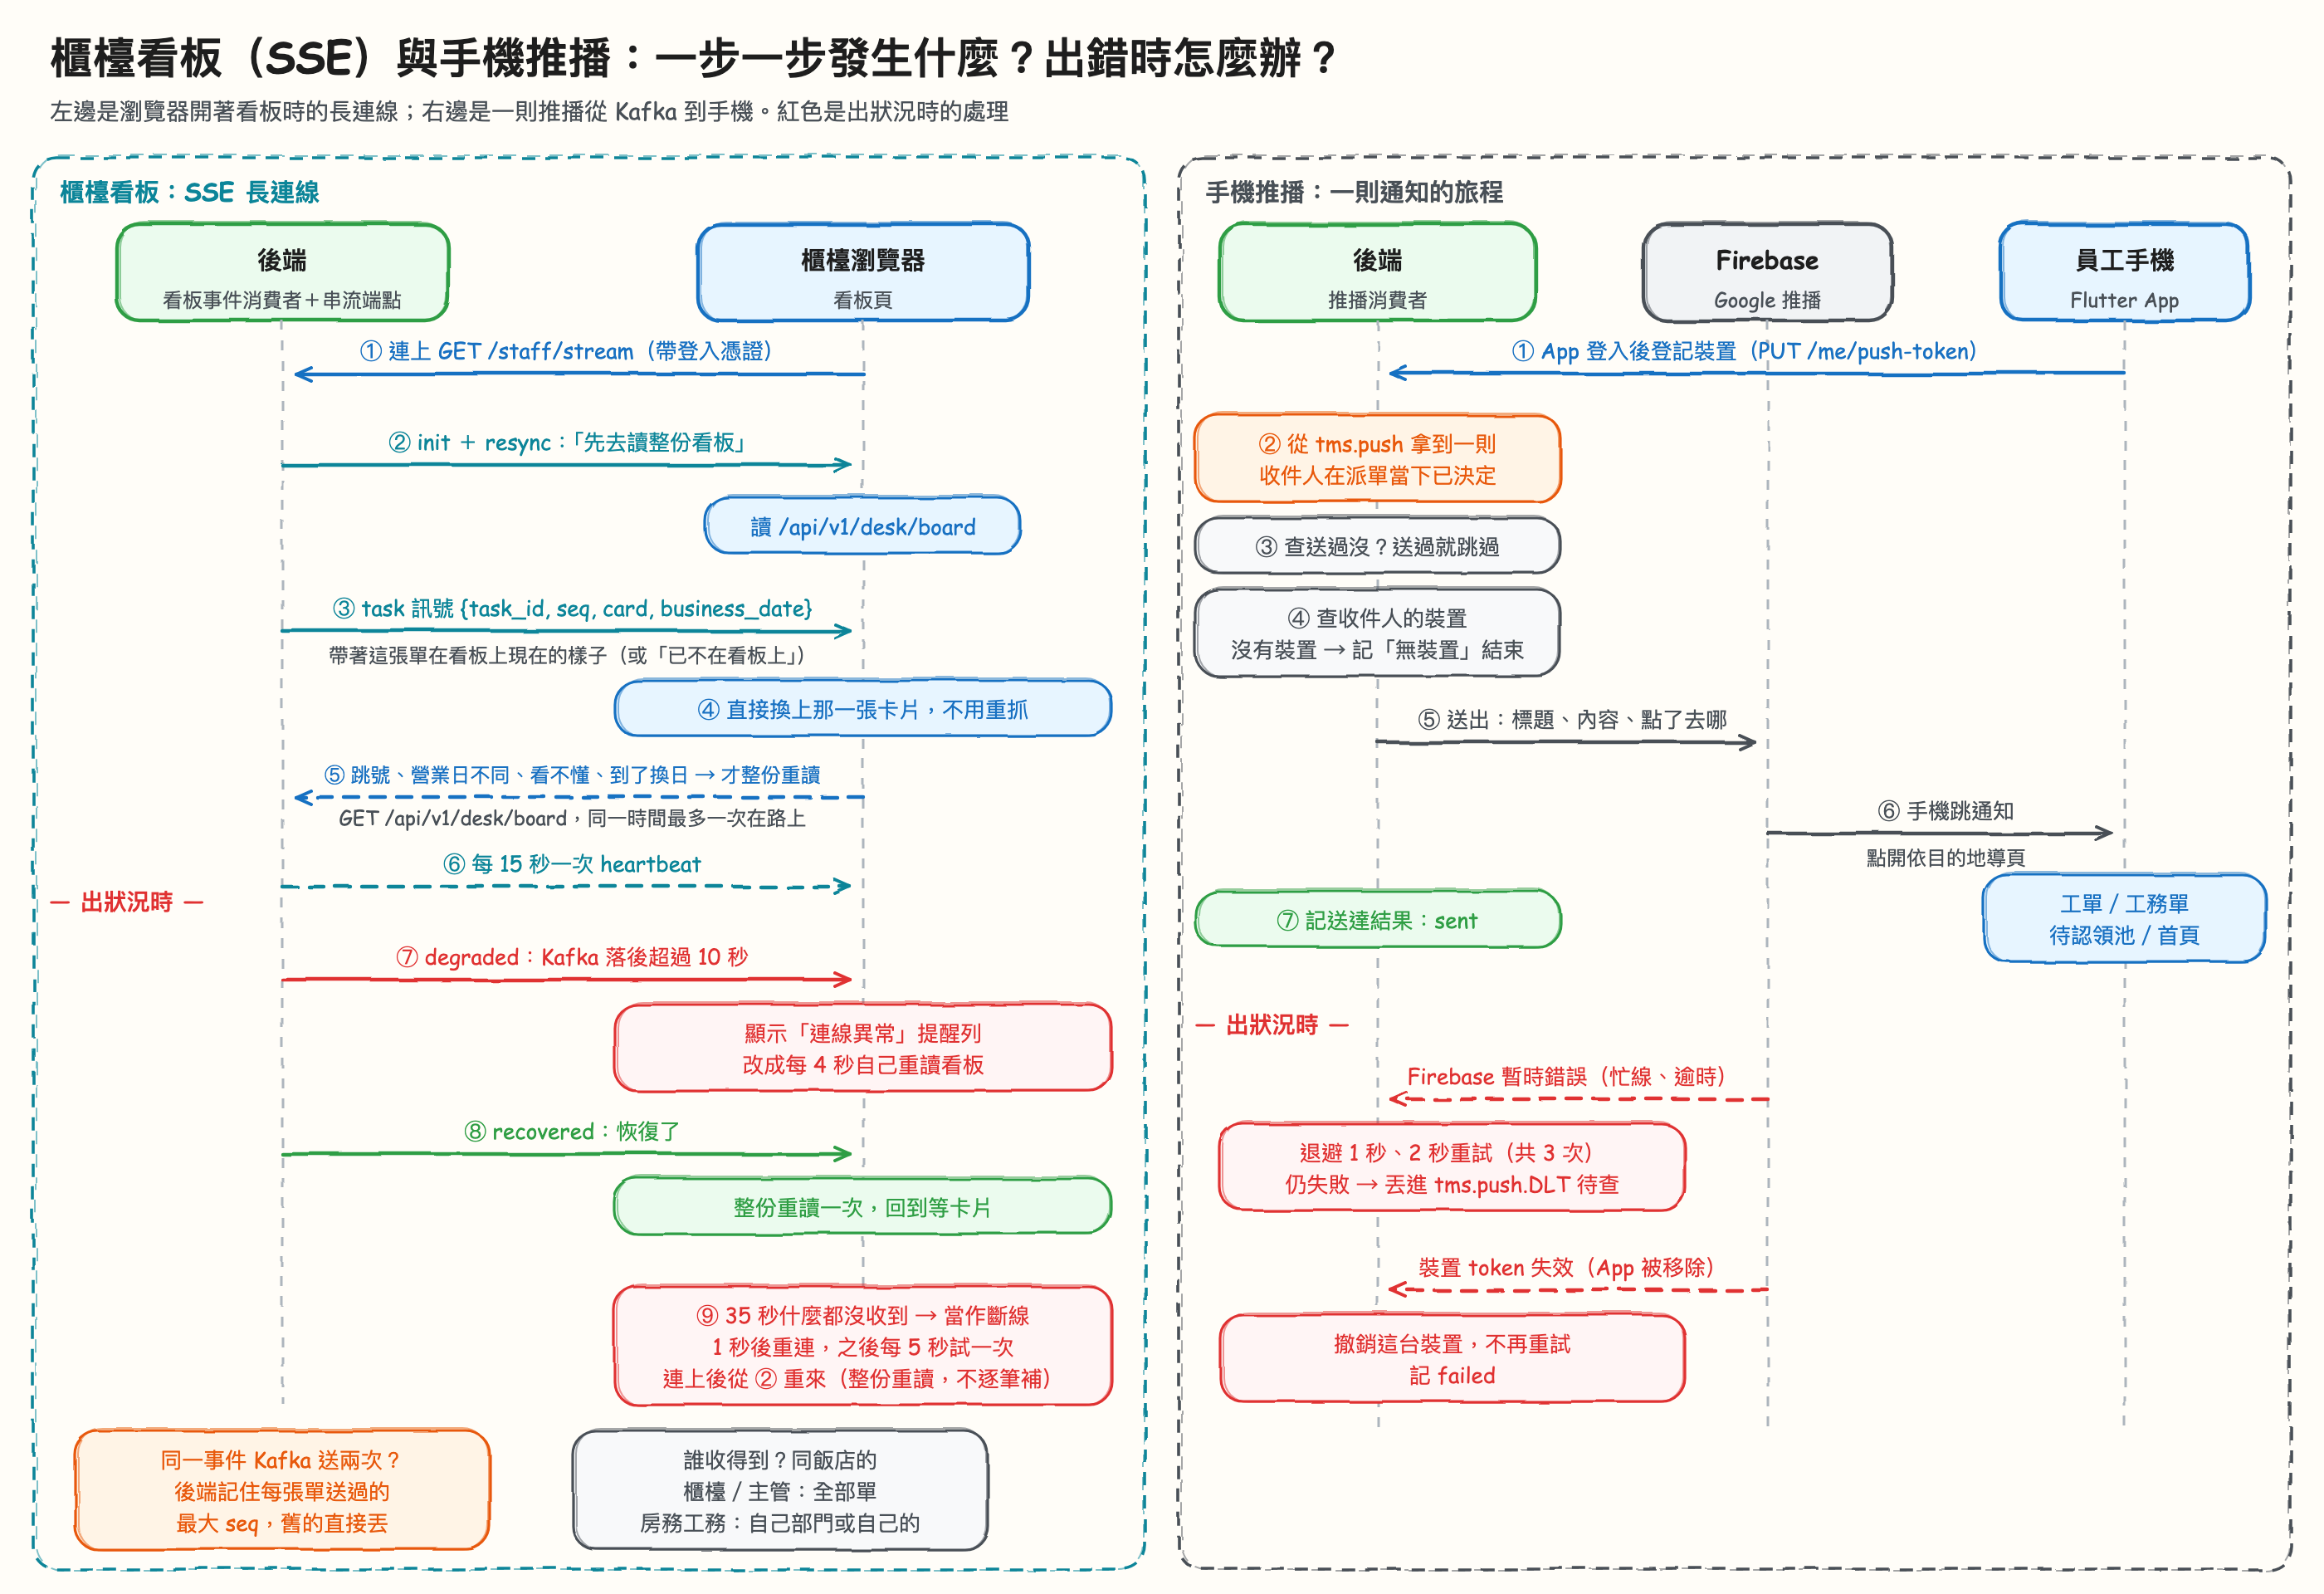 櫃檯看板（SSE）與手機推播：一步一步發生什麼？出錯時怎麼辦？
左邊是瀏覽器開著看板時的長連線；右邊是一則推播從 Kafka 到手機。紅色是出狀況時的處理
櫃檯看板：SSE 長連線
後端
看板事件消費者＋串流端點
櫃檯瀏覽器
看板頁
① 連上 GET /staff/stream（帶登入憑證）
② init ＋ resync：「先去讀整份看板」
讀 /api/v1/desk/board
③ task 訊號 {task_id, seq, card, business_date}
帶著這張單在看板上現在的樣子（或「已不在看板上」）
④ 直接換上那一張卡片，不用重抓
⑤ 跳號、營業日不同、看不懂、到了換日 → 才整份重讀
GET /api/v1/desk/board，同一時間最多一次在路上
⑥ 每 15 秒一次 heartbeat
— 出狀況時 —
⑦ degraded：Kafka 落後超過 10 秒
顯示「連線異常」提醒列
改成每 4 秒自己重讀看板
⑧ recovered：恢復了
整份重讀一次，回到等卡片
⑨ 35 秒什麼都沒收到 → 當作斷線
1 秒後重連，之後每 5 秒試一次
連上後從 ② 重來（整份重讀，不逐筆補）
同一事件 Kafka 送兩次？
後端記住每張單送過的
最大 seq，舊的直接丟
誰收得到？同飯店的
櫃檯 / 主管：全部單
房務工務：自己部門或自己的
手機推播：一則通知的旅程
後端
推播消費者
Firebase
Google 推播
員工手機
Flutter App
① App 登入後登記裝置（PUT /me/push-token）
② 從 tms.push 拿到一則
收件人在派單當下已決定
③ 查送過沒？送過就跳過
④ 查收件人的裝置
沒有裝置 → 記「無裝置」結束
⑤ 送出：標題、內容、點了去哪
⑥ 手機跳通知
點開依目的地導頁
工單 / 工務單
待認領池 / 首頁
⑦ 記送達結果：sent
— 出狀況時 —
Firebase 暫時錯誤（忙線、逾時）
退避 1 秒、2 秒重試（共 3 次）
仍失敗 → 丟進 tms.push.DLT 待查
裝置 token 失效（App 被移除）
撤銷這台裝置，不再重試
記 failed